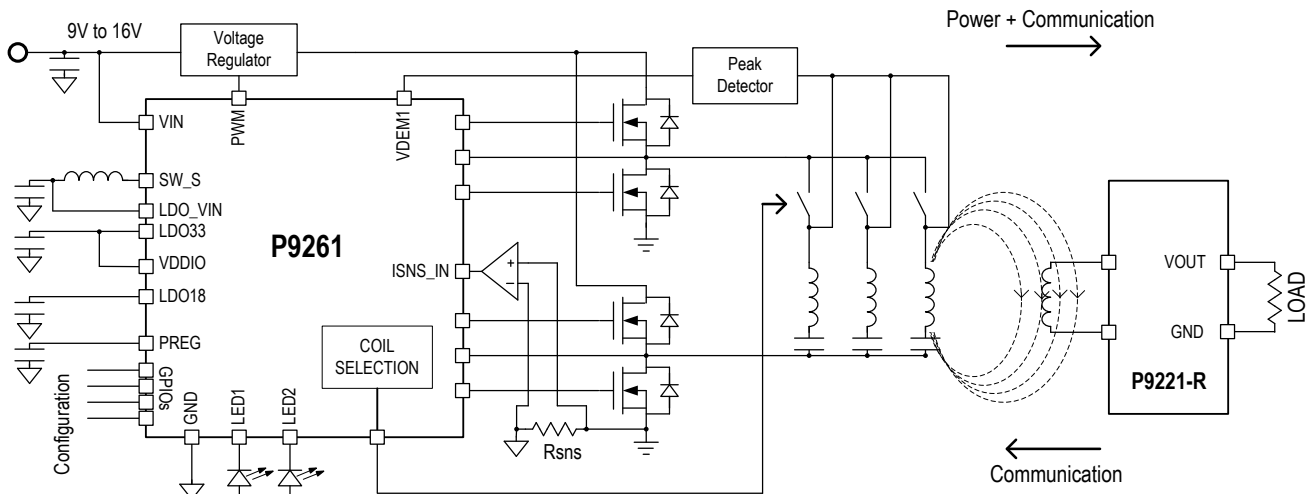 9V to 16V
Voltage
Regulator
Power + Communication
Peak
Detector
VIN
PWM
VDEM1
SW_S
LDO_VIN
LDO33
P9261
VDDIO
ISNS_IN
+
−
VOUT
LOAD
LDO18
PREG
COIL
SELECTION
GND
P9221-R
Configuration
GPIOs
GND
LED1
LED2
Rsns
Communication